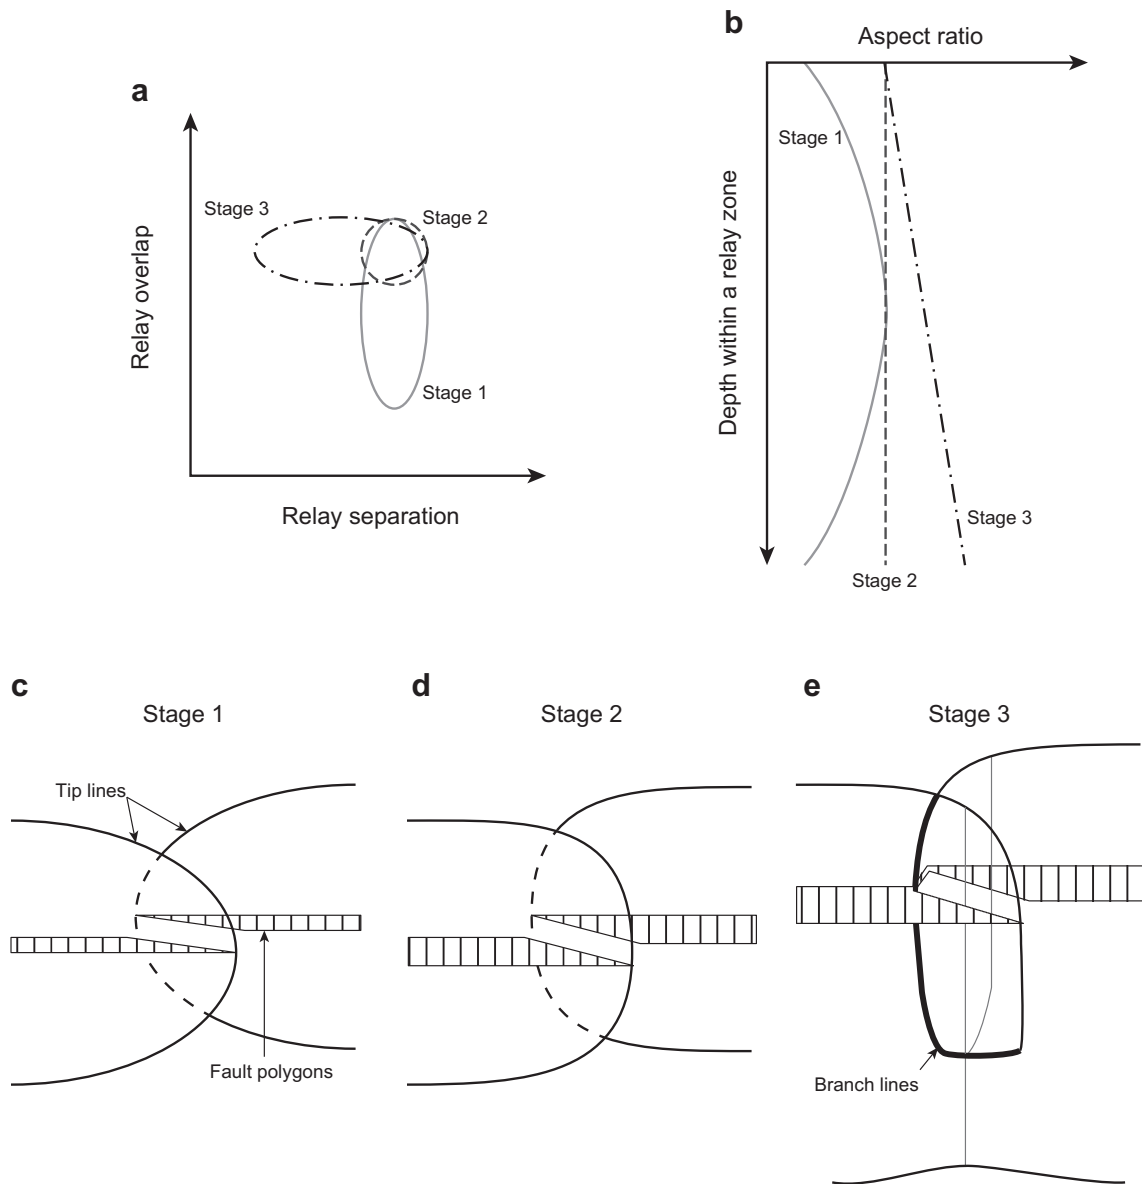 a
Relay overlap
Stage 3
Stage 2
Stage 1
Relay separation
b
Aspect ratio
Depth within a relay zone
Stage 1
Stage 3
Stage 2
c
Stage 1
Tip lines
Fault polygons
d
Stage 2
e
Stage 3
Branch lines